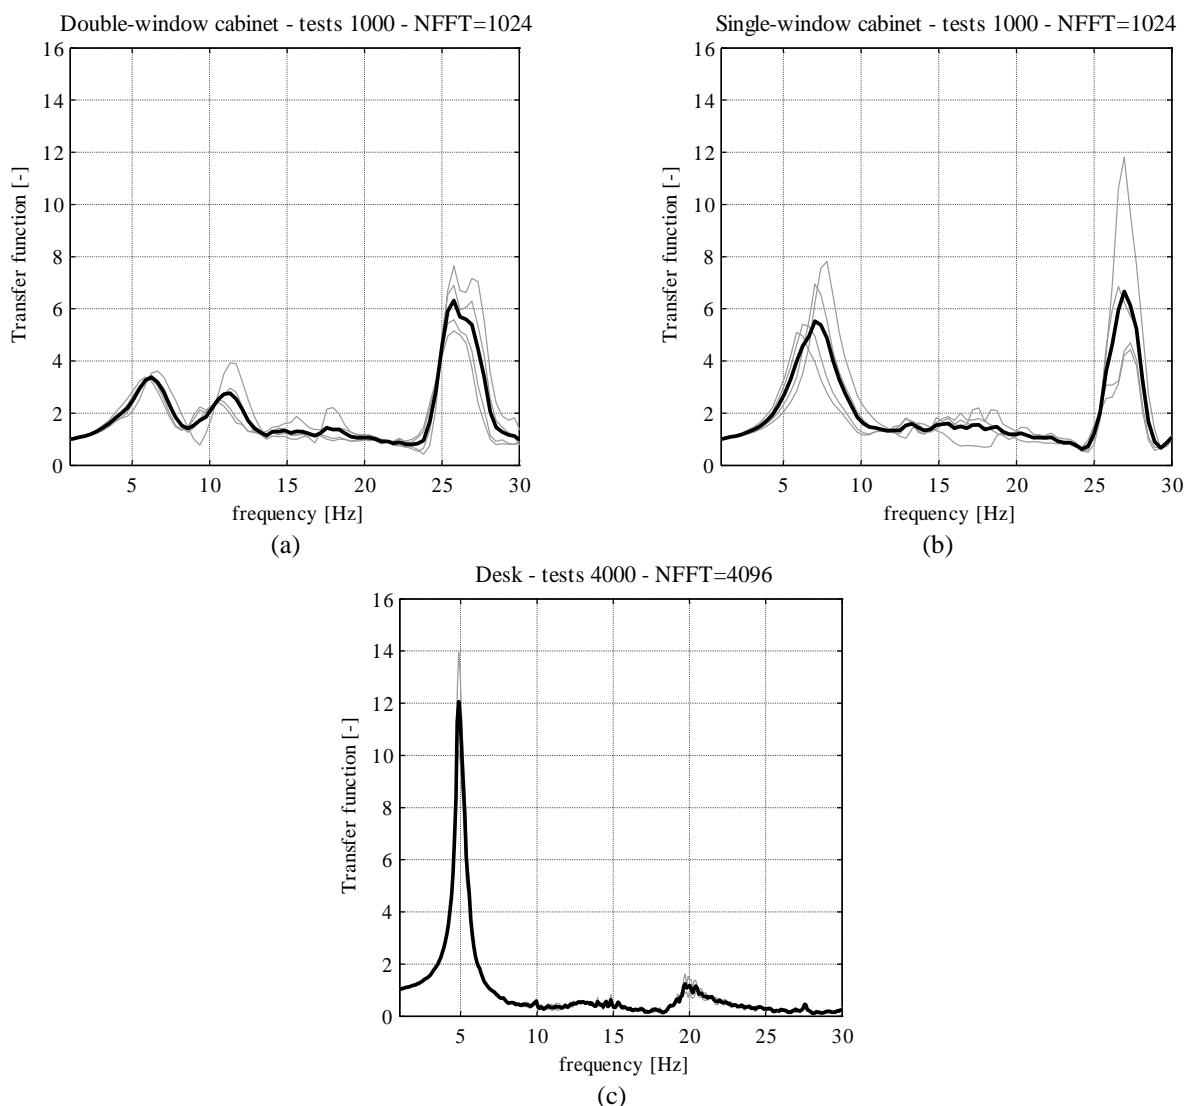 Double-window cabinet - tests 1000 - NFFT=1024
16
14
12
10
8
6
4
2
0
Transfer function [-]
5 10 15 20 25 30
frequency [Hz]
(a)
Single-window cabinet - tests 1000 - NFFT=1024
16
14
12
10
8
6
4
2
0
Transfer function [-]
5 10 15 20 25 30
frequency [Hz]
(b)
Desk - tests 4000 - NFFT=4096
16
14
12
10
8
6
4
2
0
Transfer function [-]
5 10 15 20 25 30
frequency [Hz]
(c)